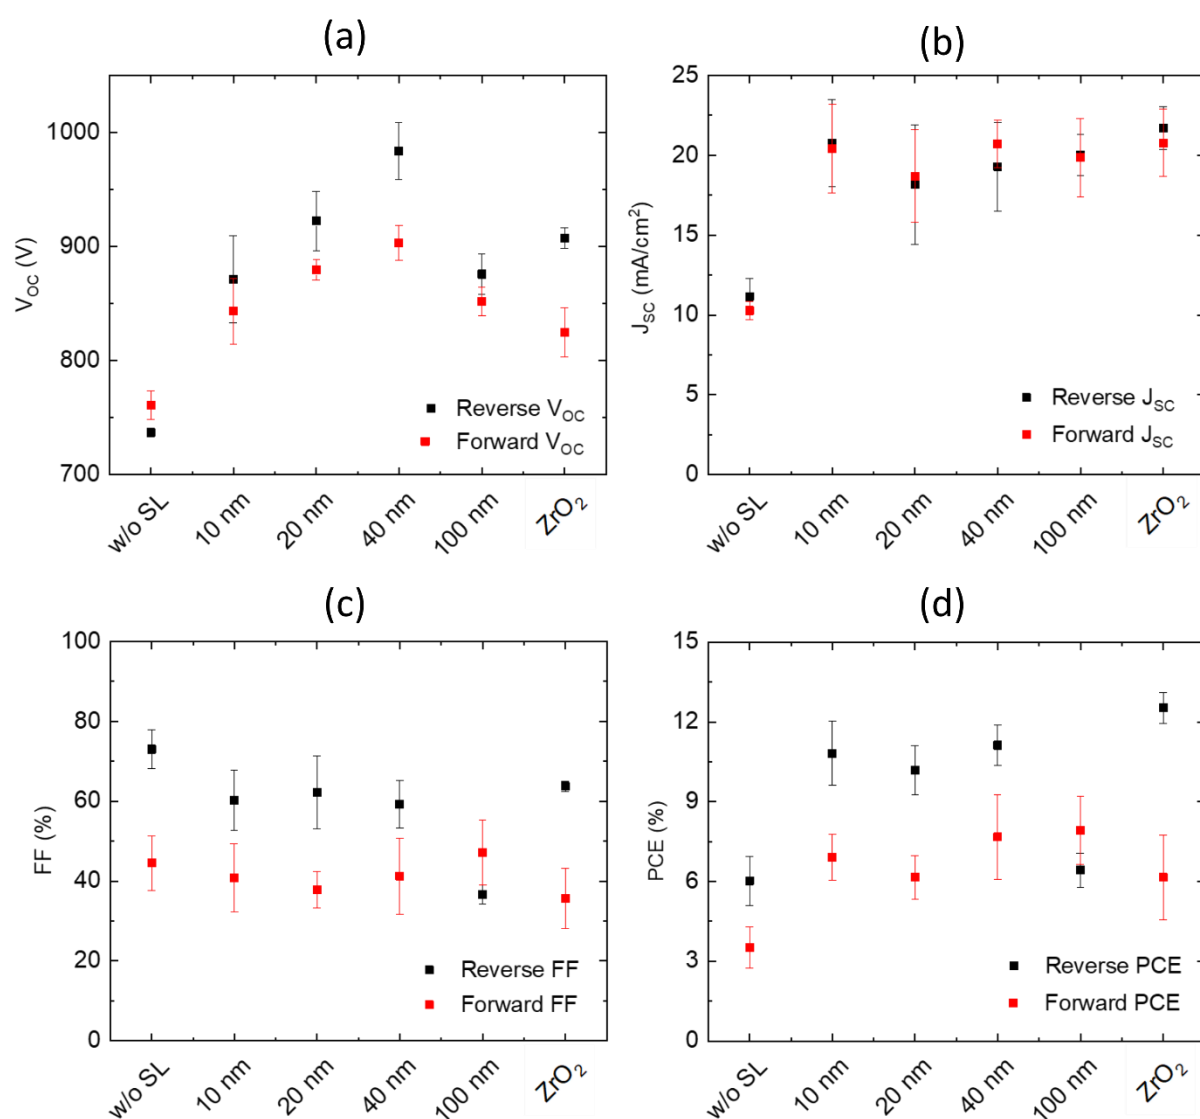 (a)
1000
900
800
700
V_OC (V)
Reverse V_OC
Forward V_OC
w/o SL
10 nm
20 nm
40 nm
100 nm
ZrO₂
(b)
25
20
15
10
5
0
J_SC (mA/cm²)
Reverse J_SC
Forward J_SC
w/o SL
10 nm
20 nm
40 nm
100 nm
ZrO₂
(c)
100
80
60
40
20
0
FF (%)
Reverse FF
Forward FF
w/o SL
10 nm
20 nm
40 nm
100 nm
ZrO₂
(d)
15
12
9
6
3
0
PCE (%)
Reverse PCE
Forward PCE
w/o SL
10 nm
20 nm
40 nm
100 nm
ZrO₂